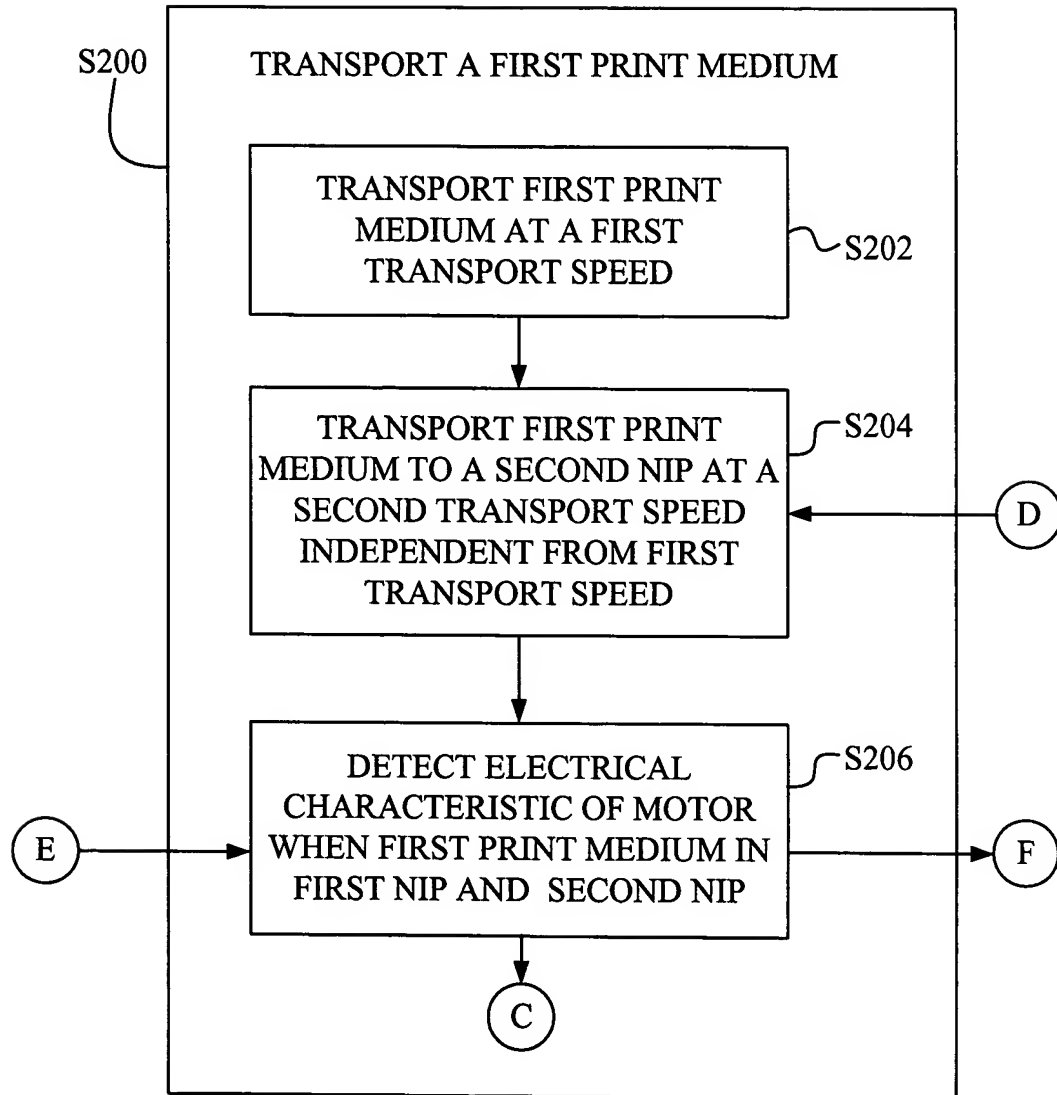 S200
TRANSPORT A FIRST PRINT MEDIUM
TRANSPORT FIRST PRINT
MEDIUM AT A FIRST
TRANSPORT SPEED
S202
TRANSPORT FIRST PRINT
MEDIUM TO A SECOND NIP AT A
SECOND TRANSPORT SPEED
INDEPENDENT FROM FIRST
TRANSPORT SPEED
S204
D
DETECT ELECTRICAL
CHARACTERISTIC OF MOTOR
WHEN FIRST PRINT MEDIUM IN
FIRST NIP AND SECOND NIP
S206
E
F
C